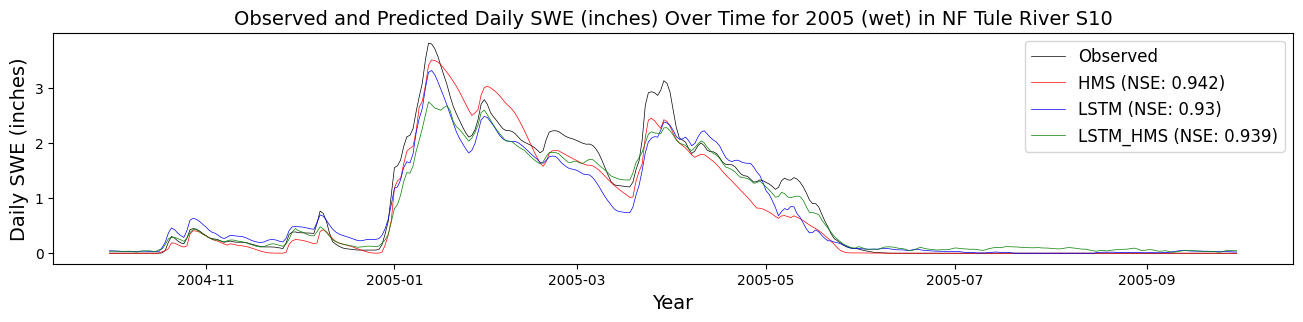 Observed and Predicted Daily SWE (inches) Over Time for 2005 (wet) in NF Tule River S10
Daily SWE (inches)
3
2
1
0
Observed
HMS (NSE: 0.942)
LSTM (NSE: 0.93)
LSTM_HMS (NSE: 0.939)
2004-11 2005-01 2005-03 2005-05 2005-07 2005-09
Year